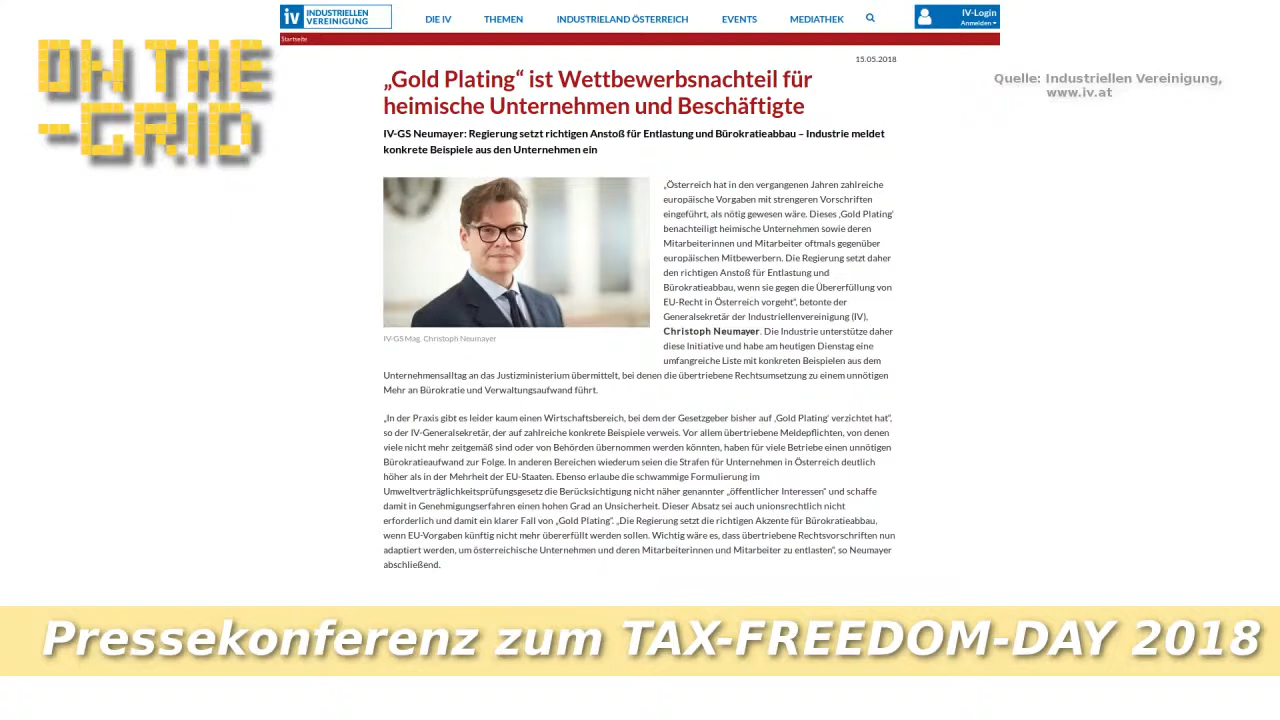 iv INDUSTRIELLEN
VEREINIGUNG
DIE IV THEMEN INDUSTRIELAND ÖSTERREICH EVENTS MEDIATHEK
IV-Login
Anmelden
Startseite
ON THE
-GRID
15.05.2018
Quelle: Industriellen Vereinigung,
www.iv.at
„Gold Plating“ ist Wettbewerbsnachteil für
heimische Unternehmen und Beschäftigte
IV-GS Neumayer: Regierung setzt richtigen Anstoß für Entlastung und Bürokratieabbau – Industrie meldet
konkrete Beispiele aus den Unternehmen ein
„Österreich hat in den vergangenen Jahren zahlreiche
europäische Vorgaben mit strengeren Vorschriften
eingeführt, als nötig gewesen wäre. Dieses ‚Gold Plating‘
benachteiligt heimische Unternehmen sowie deren
Mitarbeiterinnen und Mitarbeiter oftmals gegenüber
europäischen Mitbewerbern. Die Regierung setzt daher
den richtigen Anstoß für Entlastung und
Bürokratieabbau, wenn sie gegen die Übererfüllung von
EU-Recht in Österreich vorgeht“, betonte der
Generalsekretär der Industriellenvereinigung (IV),
Christoph Neumayer. Die Industrie unterstütze daher
diese Initiative und habe am heutigen Dienstag eine
umfangreiche Liste mit konkreten Beispielen aus dem
IV-GS Mag. Christoph Neumayer
Unternehmensalltag an das Justizministerium übermittelt, bei denen die übertriebene Rechtsumsetzung zu einem unnötigen
Mehr an Bürokratie und Verwaltungsaufwand führt.
„In der Praxis gibt es leider kaum einen Wirtschaftsbereich, bei dem der Gesetzgeber bisher auf ‚Gold Plating‘ verzichtet hat“,
so der IV-Generalsekretär, der auf zahlreiche konkrete Beispiele verweis. Vor allem übertriebene Meldepflichten, von denen
viele nicht mehr zeitgemäß sind oder von Behörden übernommen werden könnten, haben für viele Betriebe einen unnötigen
Bürokratieaufwand zur Folge. In anderen Bereichen wiederum seien die Strafen für Unternehmen in Österreich deutlich
höher als in der Mehrheit der EU-Staaten. Ebenso erlaube die schwammige Formulierung im
Umweltverträglichkeitsprüfungsgesetz die Berücksichtigung nicht näher genannter „öffentlicher Interessen“ und schaffe
damit in Genehmigungserfahren einen hohen Grad an Unsicherheit. Dieser Absatz sei auch unionsrechtlich nicht
erforderlich und damit ein klarer Fall von „Gold Plating“. „Die Regierung setzt die richtigen Akzente für Bürokratieabbau,
wenn EU-Vorgaben künftig nicht mehr übererfüllt werden sollen. Wichtig wäre es, dass übertriebene Rechtsvorschriften nun
adaptiert werden, um österreichische Unternehmen und deren Mitarbeiterinnen und Mitarbeiter zu entlasten“, so Neumayer
abschließend.
Pressekonferenz zum TAX-FREEDOM-DAY 2018